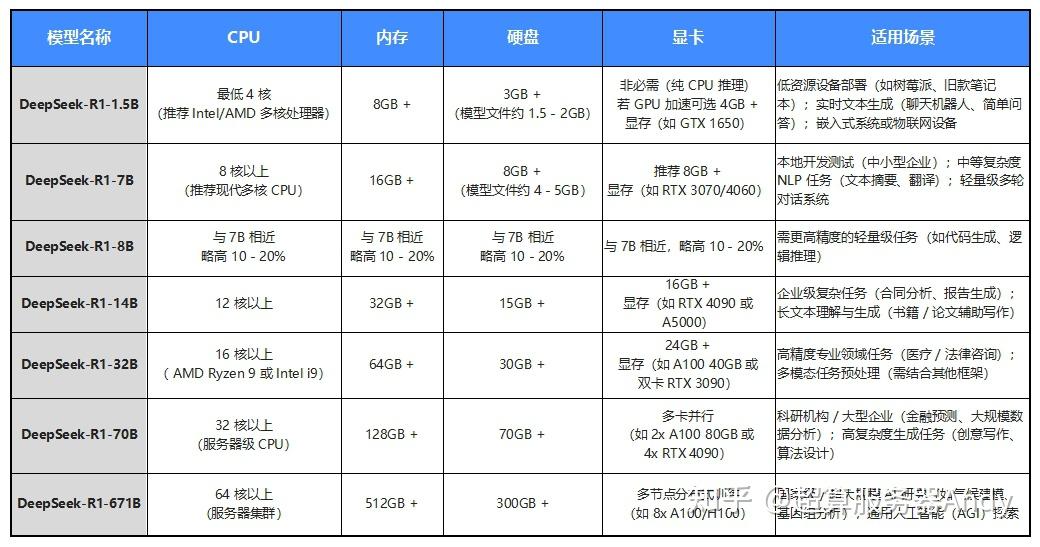 模型名称 CPU 内存 硬盘 显卡 适用场景
DeepSeek-R1-1.5B
最低 4 核
(推荐 Intel/AMD 多核处理器)
8GB +
3GB +
(模型文件约 1.5 - 2GB)
非必需（纯 CPU 推理）
若 GPU 加速可选 4GB +
显存（如 GTX 1650）
低资源设备部署（如树莓派、旧款笔记
本）；实时文本生成（聊天机器人、简单问
答）；嵌入式系统或物联网设备
DeepSeek-R1-7B
8 核以上
(推荐现代多核 CPU)
16GB +
8GB +
(模型文件约 4 - 5GB)
推荐 8GB +
显存（如 RTX 3070/4060）
本地开发测试（中小型企业）；中等复杂度
NLP 任务（文本摘要、翻译）；轻量级多轮
对话系统
DeepSeek-R1-8B
与 7B 相近
略高 10 - 20%
与 7B 相近
略高 10 - 20%
与 7B 相近
略高 10 - 20%
与 7B 相近，略高 10 - 20%
需更高精度的轻量级任务（如代码生成、逻
辑推理）
DeepSeek-R1-14B
12 核以上
32GB +
15GB +
16GB +
显存（如 RTX 4090 或
A5000）
企业级复杂任务（合同分析、报告生成）；
长文本理解与生成（书籍 / 论文辅助写作）
DeepSeek-R1-32B
16 核以上
（ AMD Ryzen 9 或 Intel i9）
64GB +
30GB +
24GB +
显存（如 A100 40GB 或
双卡 RTX 3090）
高精度专业领域任务（医疗 / 法律咨询）；
多模态任务预处理（需结合其他框架）
DeepSeek-R1-70B
32 核以上
(服务器级 CPU)
128GB +
70GB +
多卡并行
(如 2x A100 80GB 或
4x RTX 4090)
科研机构 / 大型企业（金融预测、大规模数
据分析）；高复杂度生成任务（创意写作、
算法设计）
DeepSeek-R1-671B
64 核以上
(服务器集群)
512GB +
300GB +
多节点分布式训练
(如 8x A100/H100)
国家级 / 超大规模 AI 研究（如气候建模、
基因组分析）；通用人工智能（AGI）探索
知乎 @超算服务器Andy